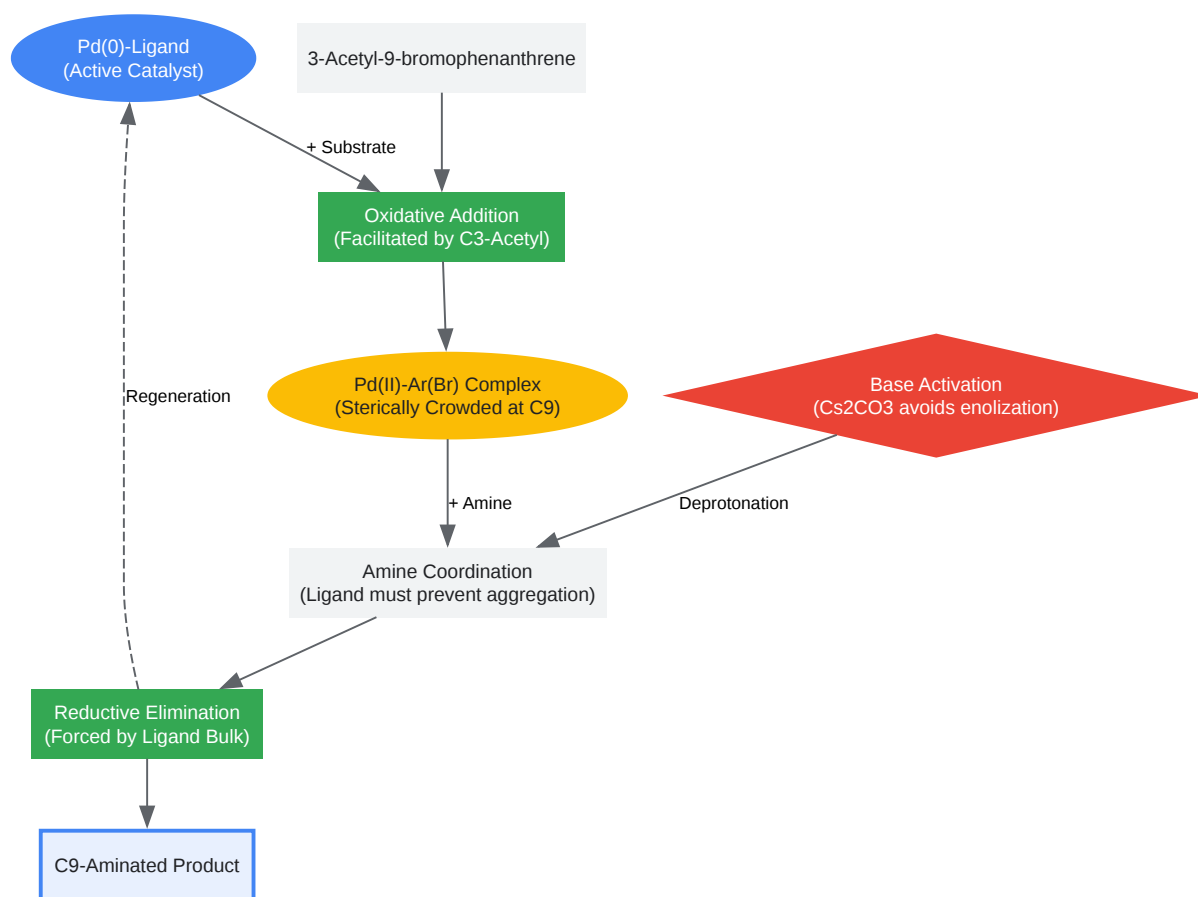 Pd(0)-Ligand
(Active Catalyst)
3-Acetyl-9-bromophenanthrene
+ Substrate
Oxidative Addition
(Facilitated by C3-Acetyl)
Pd(II)-Ar(Br) Complex
(Sterically Crowded at C9)
Base Activation
(Cs2CO3 avoids enolization)
Regeneration
+ Amine
Deprotonation
Amine Coordination
(Ligand must prevent aggregation)
Reductive Elimination
(Forced by Ligand Bulk)
C9-Aminated Product